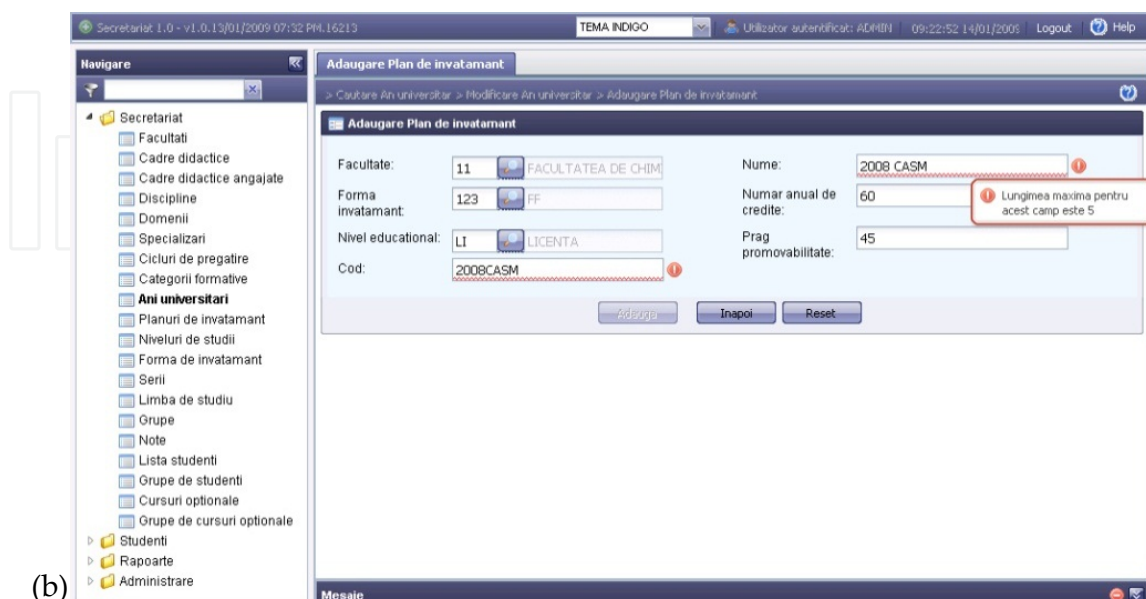 Secretariat 1.0 - v1.0.13/01/2009 07:32 PM.16213 TEMA INDIGO Utilizator autentificat: ADMIN 09:22:52 14/01/2009 Logout Help
Navigare
Secretariat
Facultati
Cadre didactice
Cadre didactice angajate
Discipline
Domenii
Specializari
Cicluri de pregatire
Categorii formative
Ani universitari
Planuri de invatamant
Niveluri de studii
Forma de invatamant
Serii
Limba de studiu
Grupe
Note
Lista studenti
Grupe de studenti
Cursuri optionale
Grupe de cursuri optionale
Studenti
Rapoarte
Administrare
Adaugare Plan de invatamant
> Cautare An universitar > Modificare An universitar > Adaugare Plan de invatamant
Adaugare Plan de invatamant
Facultate: 11 FACULTATEA DE CHIM
Forma invatamant: 123 FF
Nivel educational: LI LICENTA
Cod: 2008CASM
Nume: 2008 CASM
Numar anual de credite: 60
Lungimea maxima pentru
acest camp este 5
Prag promovabilitate: 45
Adauga Inapoi Reset
Mesaje
(b)